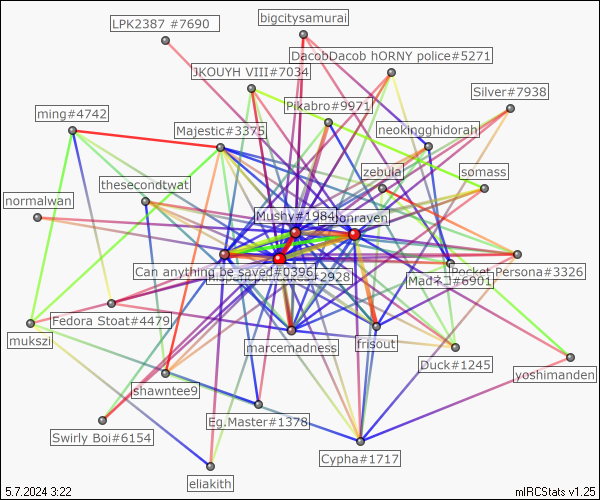 LPK2387 #7690
bigcitysamurai
DacobDacob hORNY police#5271
JKOUYH VIII#7034
Silver#7938
Pikabro#9971
ming#4742
Majestic#3375
neokingghidorah
zebula
somass
thesecondtwat
normalwan
Mushy#1984
onraven
Can anything be saved#0396
#2928
Pocket Persona#3326
Madネコ#6901
Fedora Stoat#4479
mukszi
marcemadness
frisout
Duck#1245
yoshimanden
shawntee9
Eg.Master#1378
Swirly Boi#6154
Cypha#1717
eliakith
5.7.2024 3:22
mIRCStats v1.25